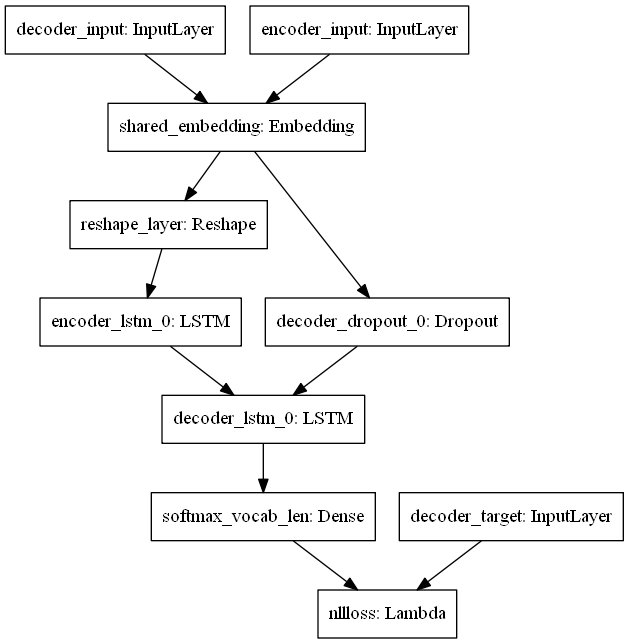 decoder_input: InputLayer
encoder_input: InputLayer
shared_embedding: Embedding
reshape_layer: Reshape
encoder_lstm_0: LSTM
decoder_dropout_0: Dropout
decoder_lstm_0: LSTM
softmax_vocab_len: Dense
decoder_target: InputLayer
nllloss: Lambda